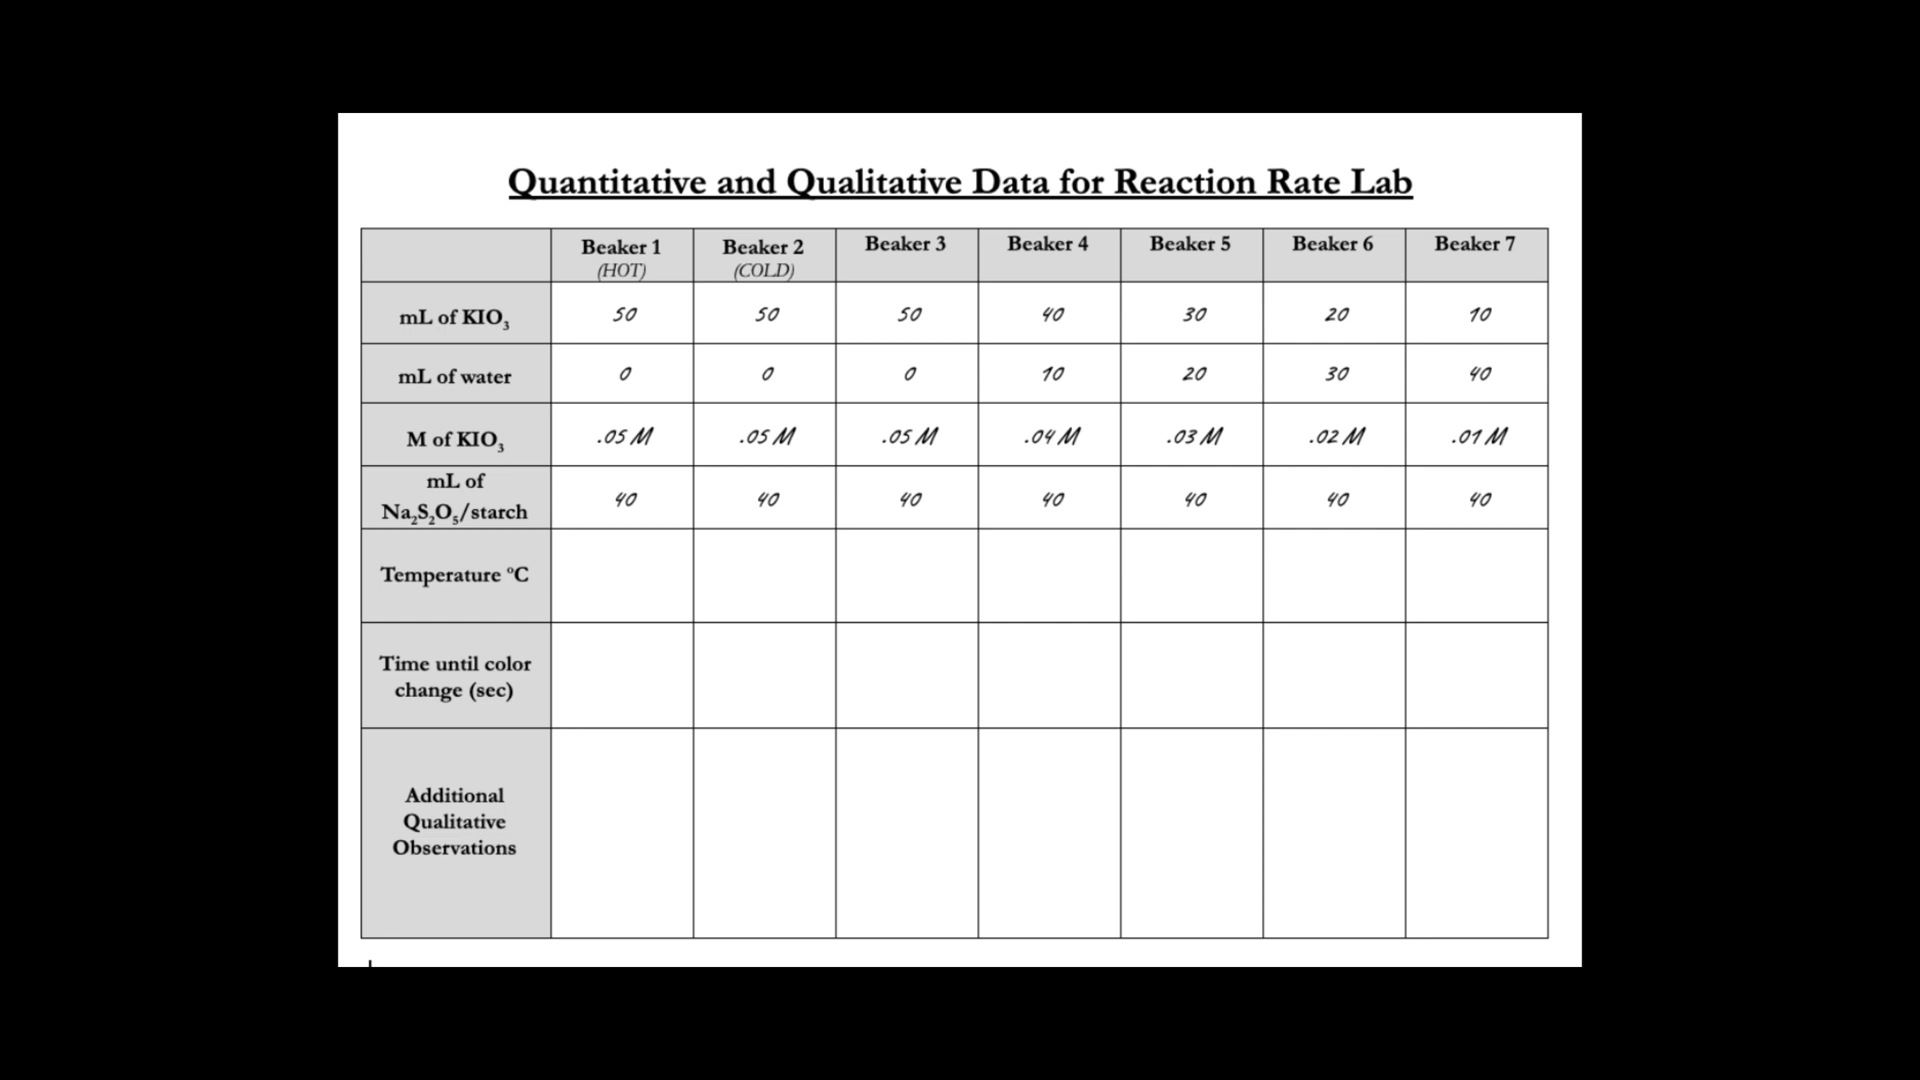 Quantitative and Qualitative Data for Reaction Rate Lab
Beaker 1 Beaker 2 Beaker 3 Beaker 4 Beaker 5 Beaker 6 Beaker 7
(HOT) (COLD)
mL of KIO₃ 50 50 50 40 30 20 10
mL of water 0 0 0 10 20 30 40
M of KIO₃ .05 M .05 M .05 M .04 M .03 M .02 M .01 M
mL of
Na₂S₂O₅/starch 40 40 40 40 40 40 40
Temperature °C
Time until color
change (sec)
Additional
Qualitative
Observations